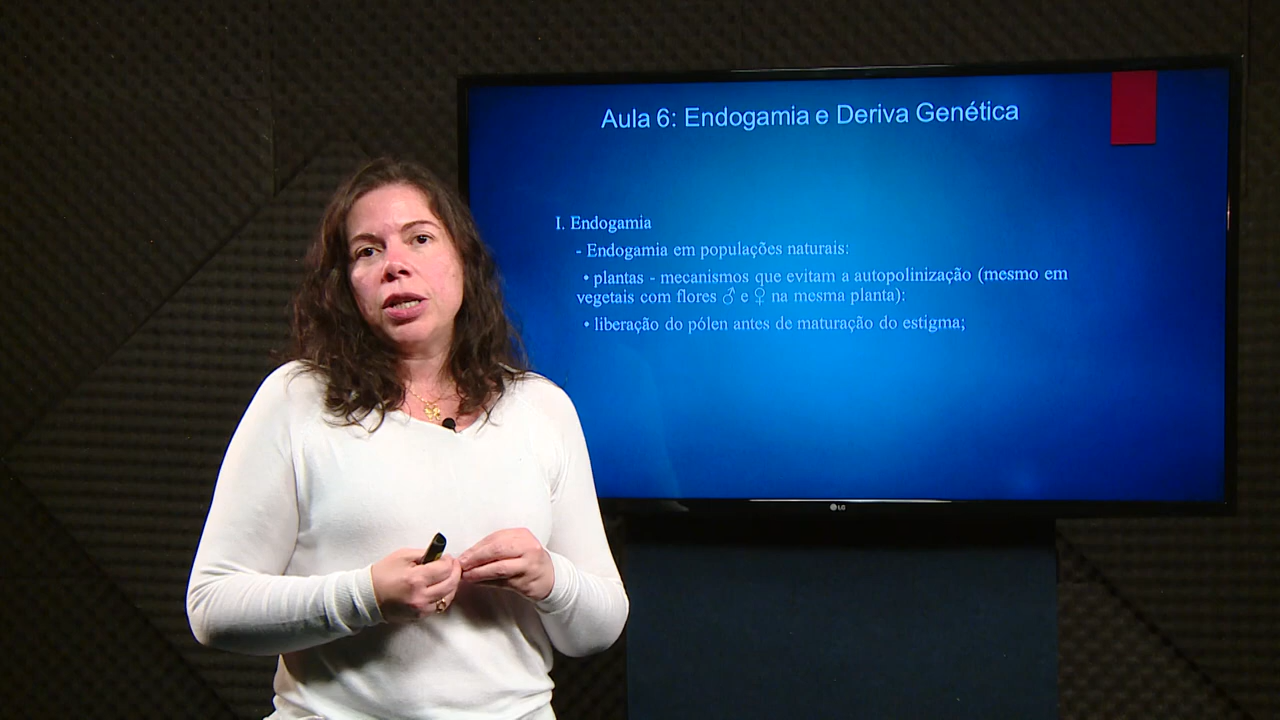 Aula 6: Endogamia e Deriva Genética
I. Endogamia
- Endogamia em populações naturais:
• plantas - mecanismos que evitam a autopolinização (mesmo em
vegetais com flores ♂ e ♀ na mesma planta):
• liberação do pólen antes de maturação do estigma;
LG